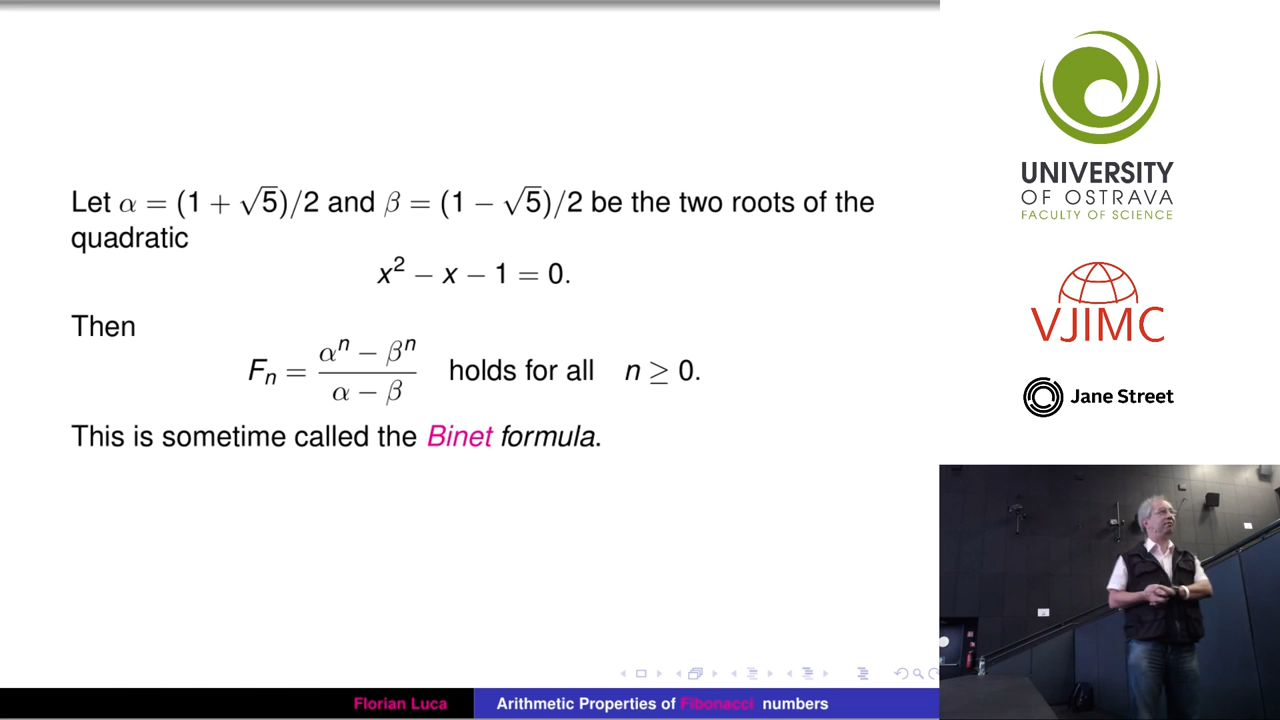 Let α = (1 + √5)/2 and β = (1 − √5)/2 be the two roots of the
quadratic
x² − x − 1 = 0.
Then
Fₙ = (αⁿ − βⁿ)/(α − β) holds for all n ≥ 0.
This is sometime called the Binet formula.
Florian Luca
Arithmetic Properties of Fibonacci numbers
UNIVERSITY
OF OSTRAVA
FACULTY OF SCIENCE
VJIMC
Jane Street